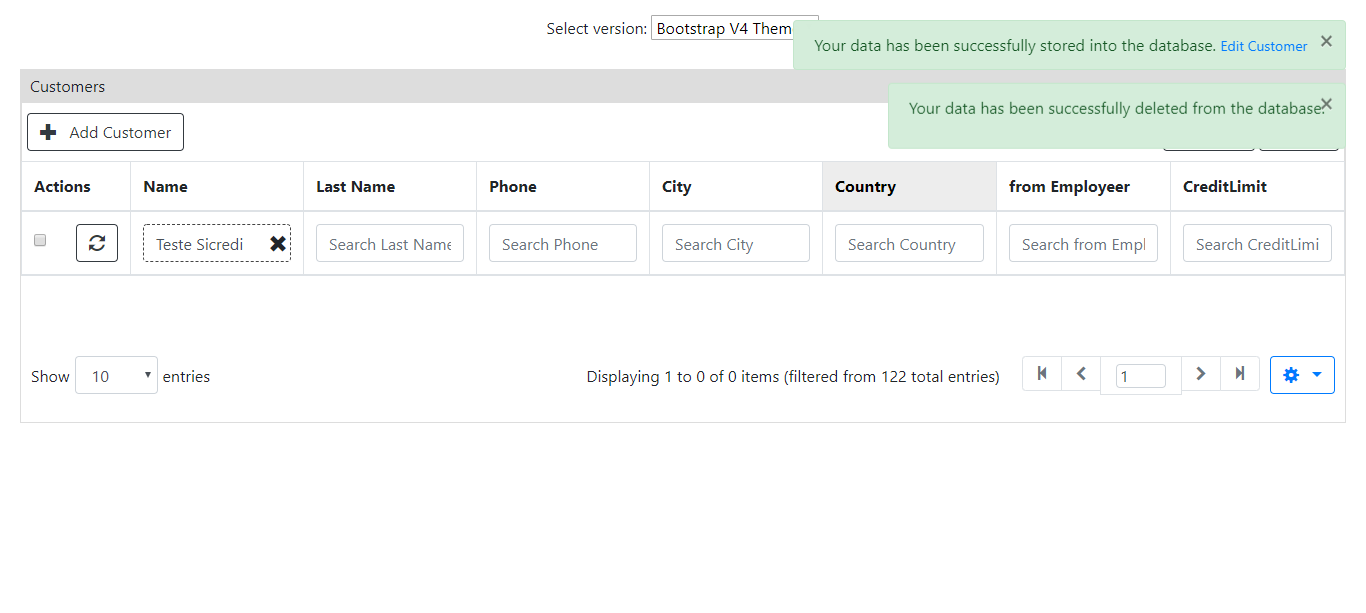 Select version: Bootstrap V4 Them
Your data has been successfully stored into the database. Edit Customer ×
Customers
Your data has been successfully deleted from the database. ×
Add Customer
Actions Name Last Name Phone City Country from Employeer CreditLimit
Teste Sicredi Search Last Name Search Phone Search City Search Country Search from Empl Search CreditLimi
Show 10 entries Displaying 1 to 0 of 0 items (filtered from 122 total entries) 1